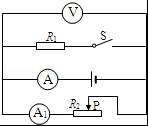 V
R₁ S
A
A₁ R₂ P